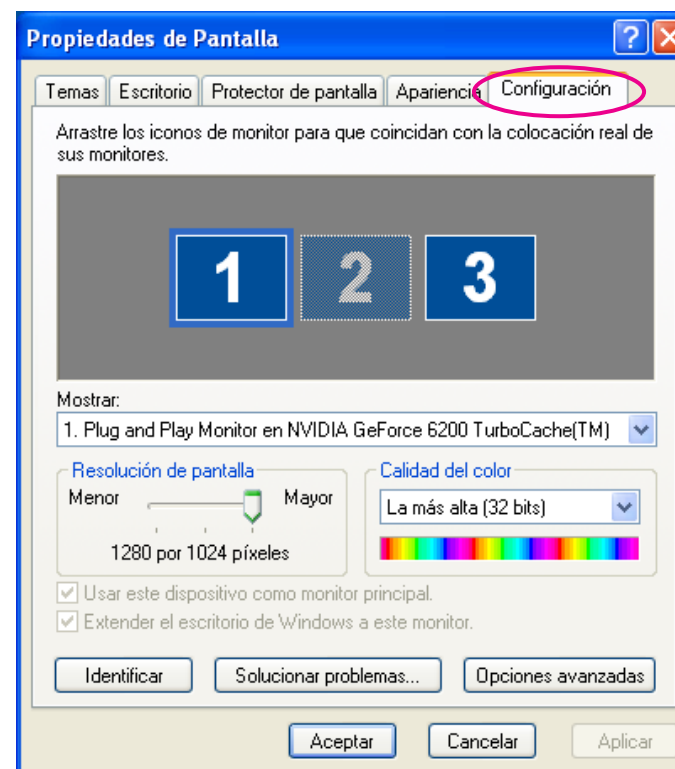 Propiedades de Pantalla
Temas Escritorio Protector de pantalla Apariencia Configuración
Arrastre los iconos de monitor para que coincidan con la colocación real de
sus monitores.
1 2 3
Mostrar:
1. Plug and Play Monitor en NVIDIA GeForce 6200 TurboCache(TM)
Resolución de pantalla
Menor Mayor
1280 por 1024 píxeles
Calidad del color
La más alta (32 bits)
Usar este dispositivo como monitor principal.
Extender el escritorio de Windows a este monitor.
Identificar Solucionar problemas... Opciones avanzadas
Aceptar Cancelar Aplicar